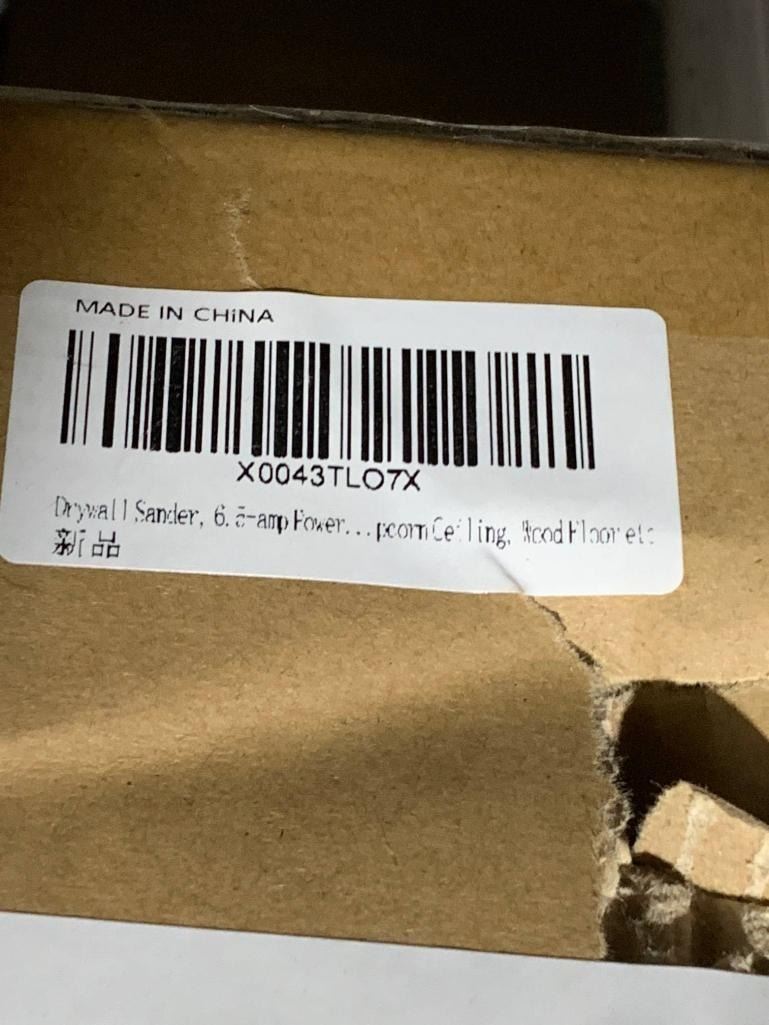 MADE IN CHiNA
X0043TLO7X
Drywall Sander, 6.5-amp Power...pcorn Ceiling, Wood Floor etc
新品